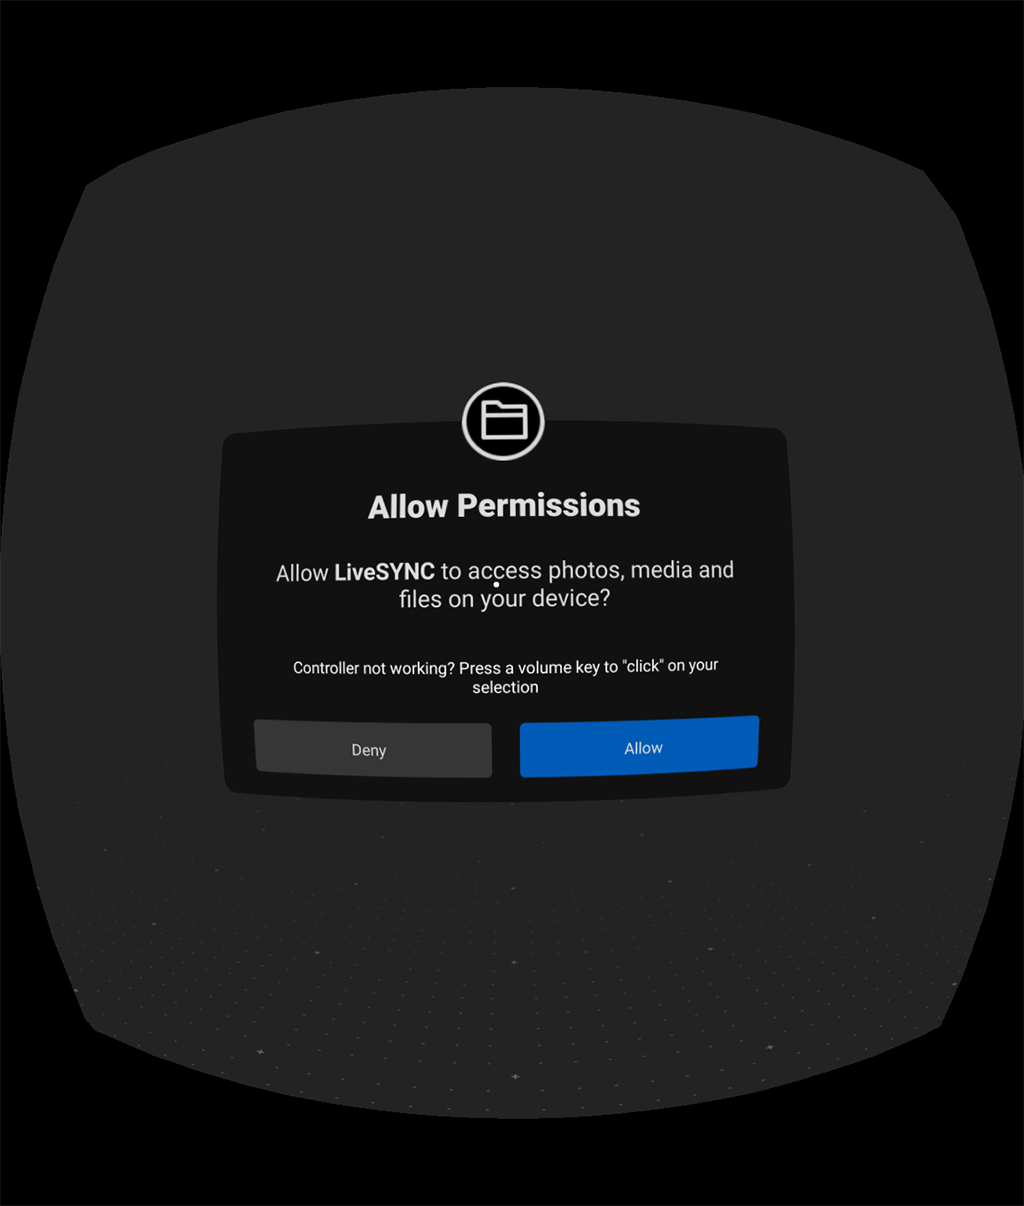 Allow Permissions
Allow LiveSYNC to access photos, media and
files on your device?
Controller not working? Press a volume key to "click" on your
selection
Deny
Allow